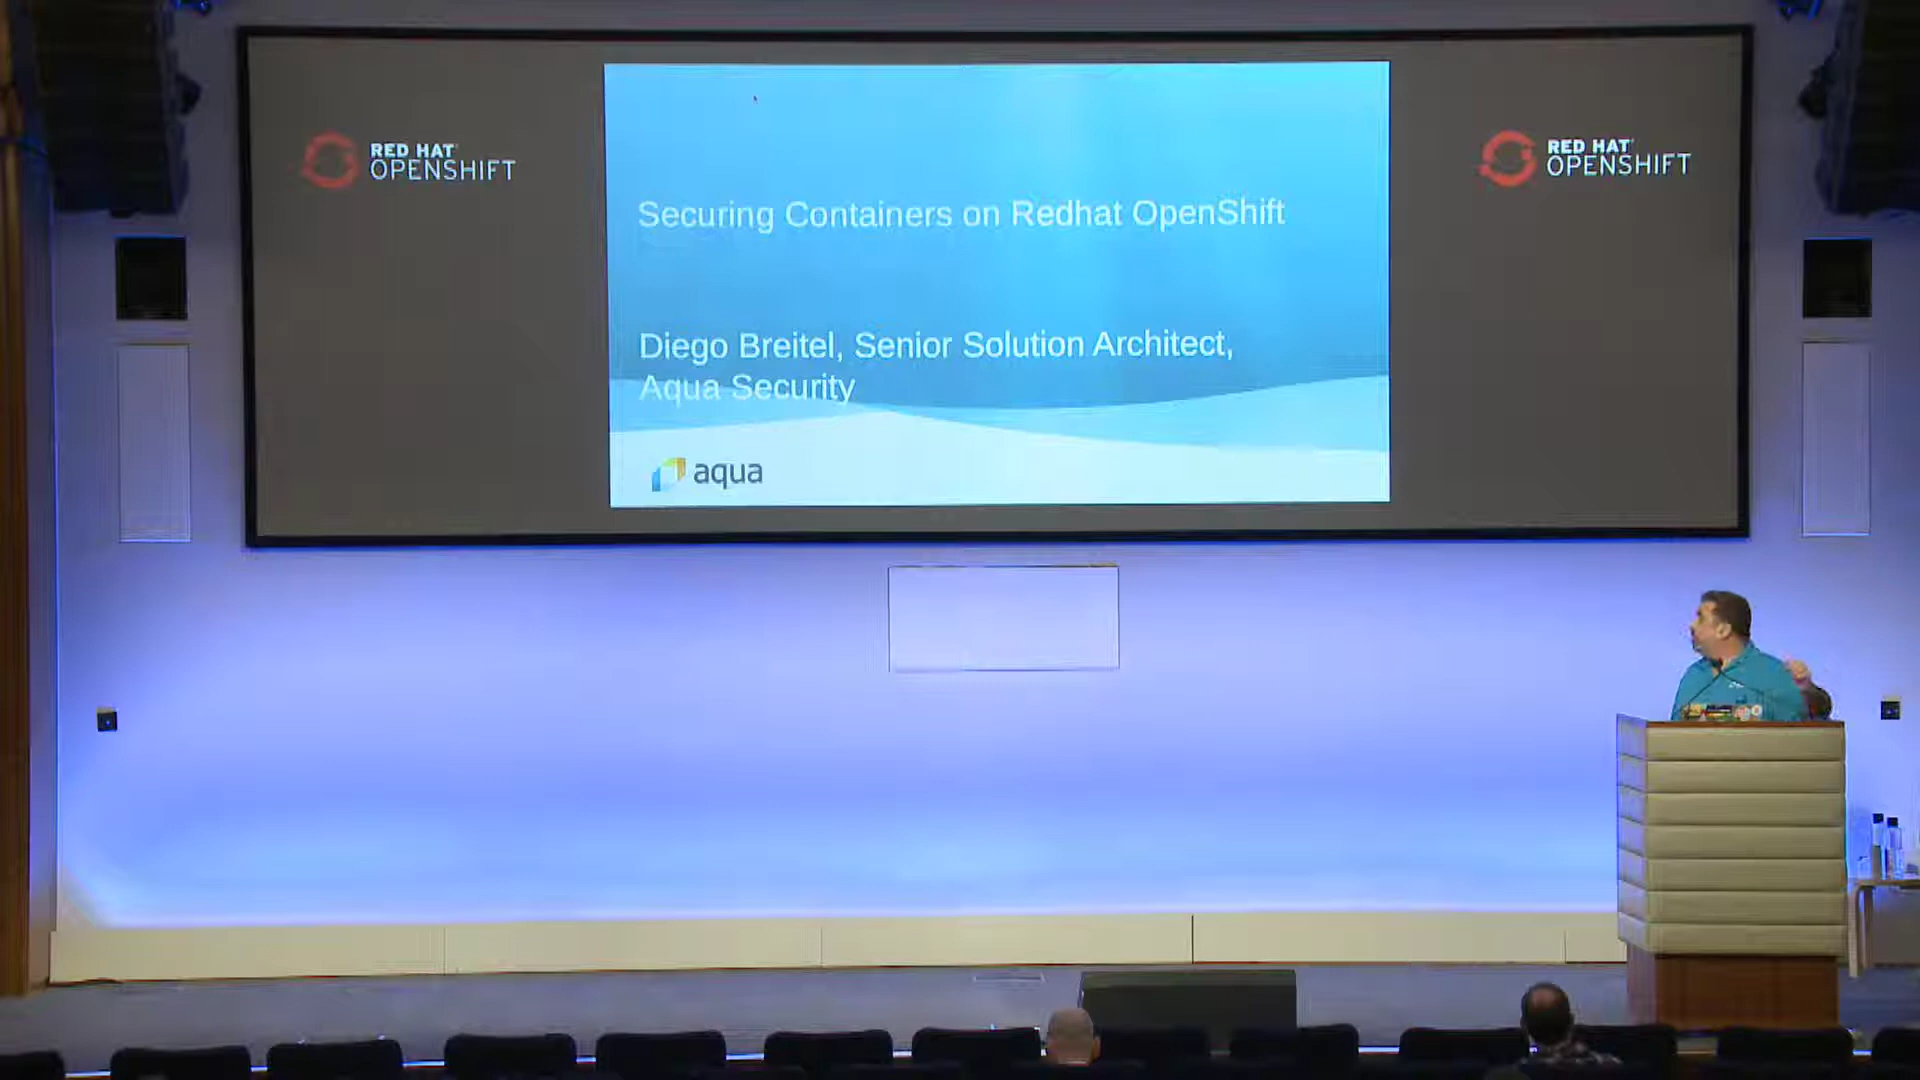 RED HAT
OPENSHIFT
Securing Containers on Redhat OpenShift
Diego Breitel, Senior Solution Architect,
Aqua Security
aqua
RED HAT
OPENSHIFT